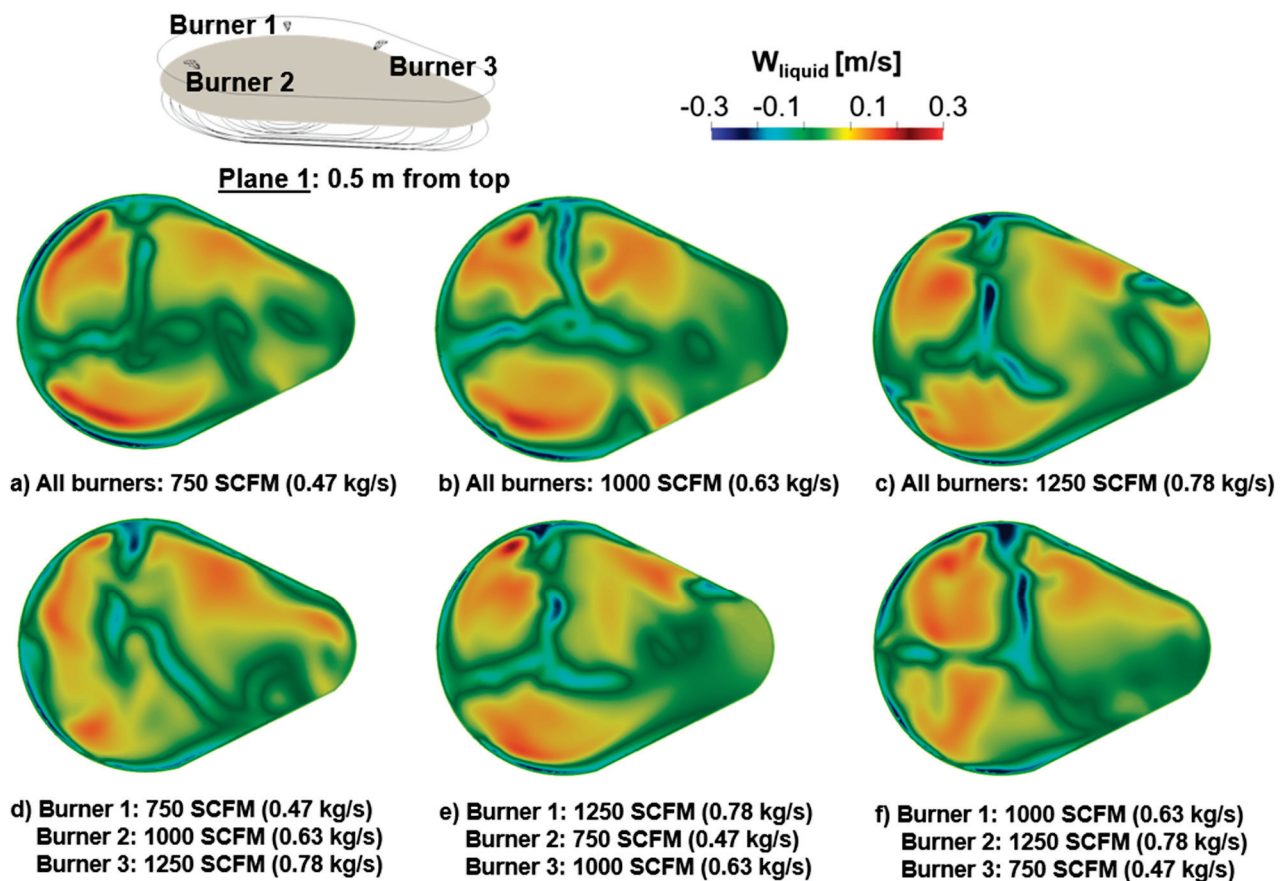 Burner 1
Burner 2
Burner 3
Wliquid [m/s]
-0.3 -0.1 0.1 0.3
Plane 1: 0.5 m from top
a) All burners: 750 SCFM (0.47 kg/s)
b) All burners: 1000 SCFM (0.63 kg/s)
c) All burners: 1250 SCFM (0.78 kg/s)
d) Burner 1: 750 SCFM (0.47 kg/s)
Burner 2: 1000 SCFM (0.63 kg/s)
Burner 3: 1250 SCFM (0.78 kg/s)
e) Burner 1: 1250 SCFM (0.78 kg/s)
Burner 2: 750 SCFM (0.47 kg/s)
Burner 3: 1000 SCFM (0.63 kg/s)
f) Burner 1: 1000 SCFM (0.63 kg/s)
Burner 2: 1250 SCFM (0.78 kg/s)
Burner 3: 750 SCFM (0.47 kg/s)